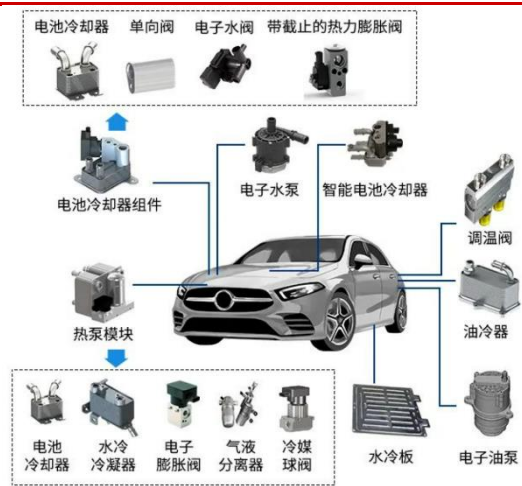 电池冷却器 单向阀 电子水阀 带截止的热力膨胀阀
电池冷却器组件
电子水泵
智能电池冷却器
调温阀
热泵模块
油冷器
电池
冷却器
水冷
冷凝器
电子
膨胀阀
气液
分离器
冷媒
球阀
水冷板
电子油泵